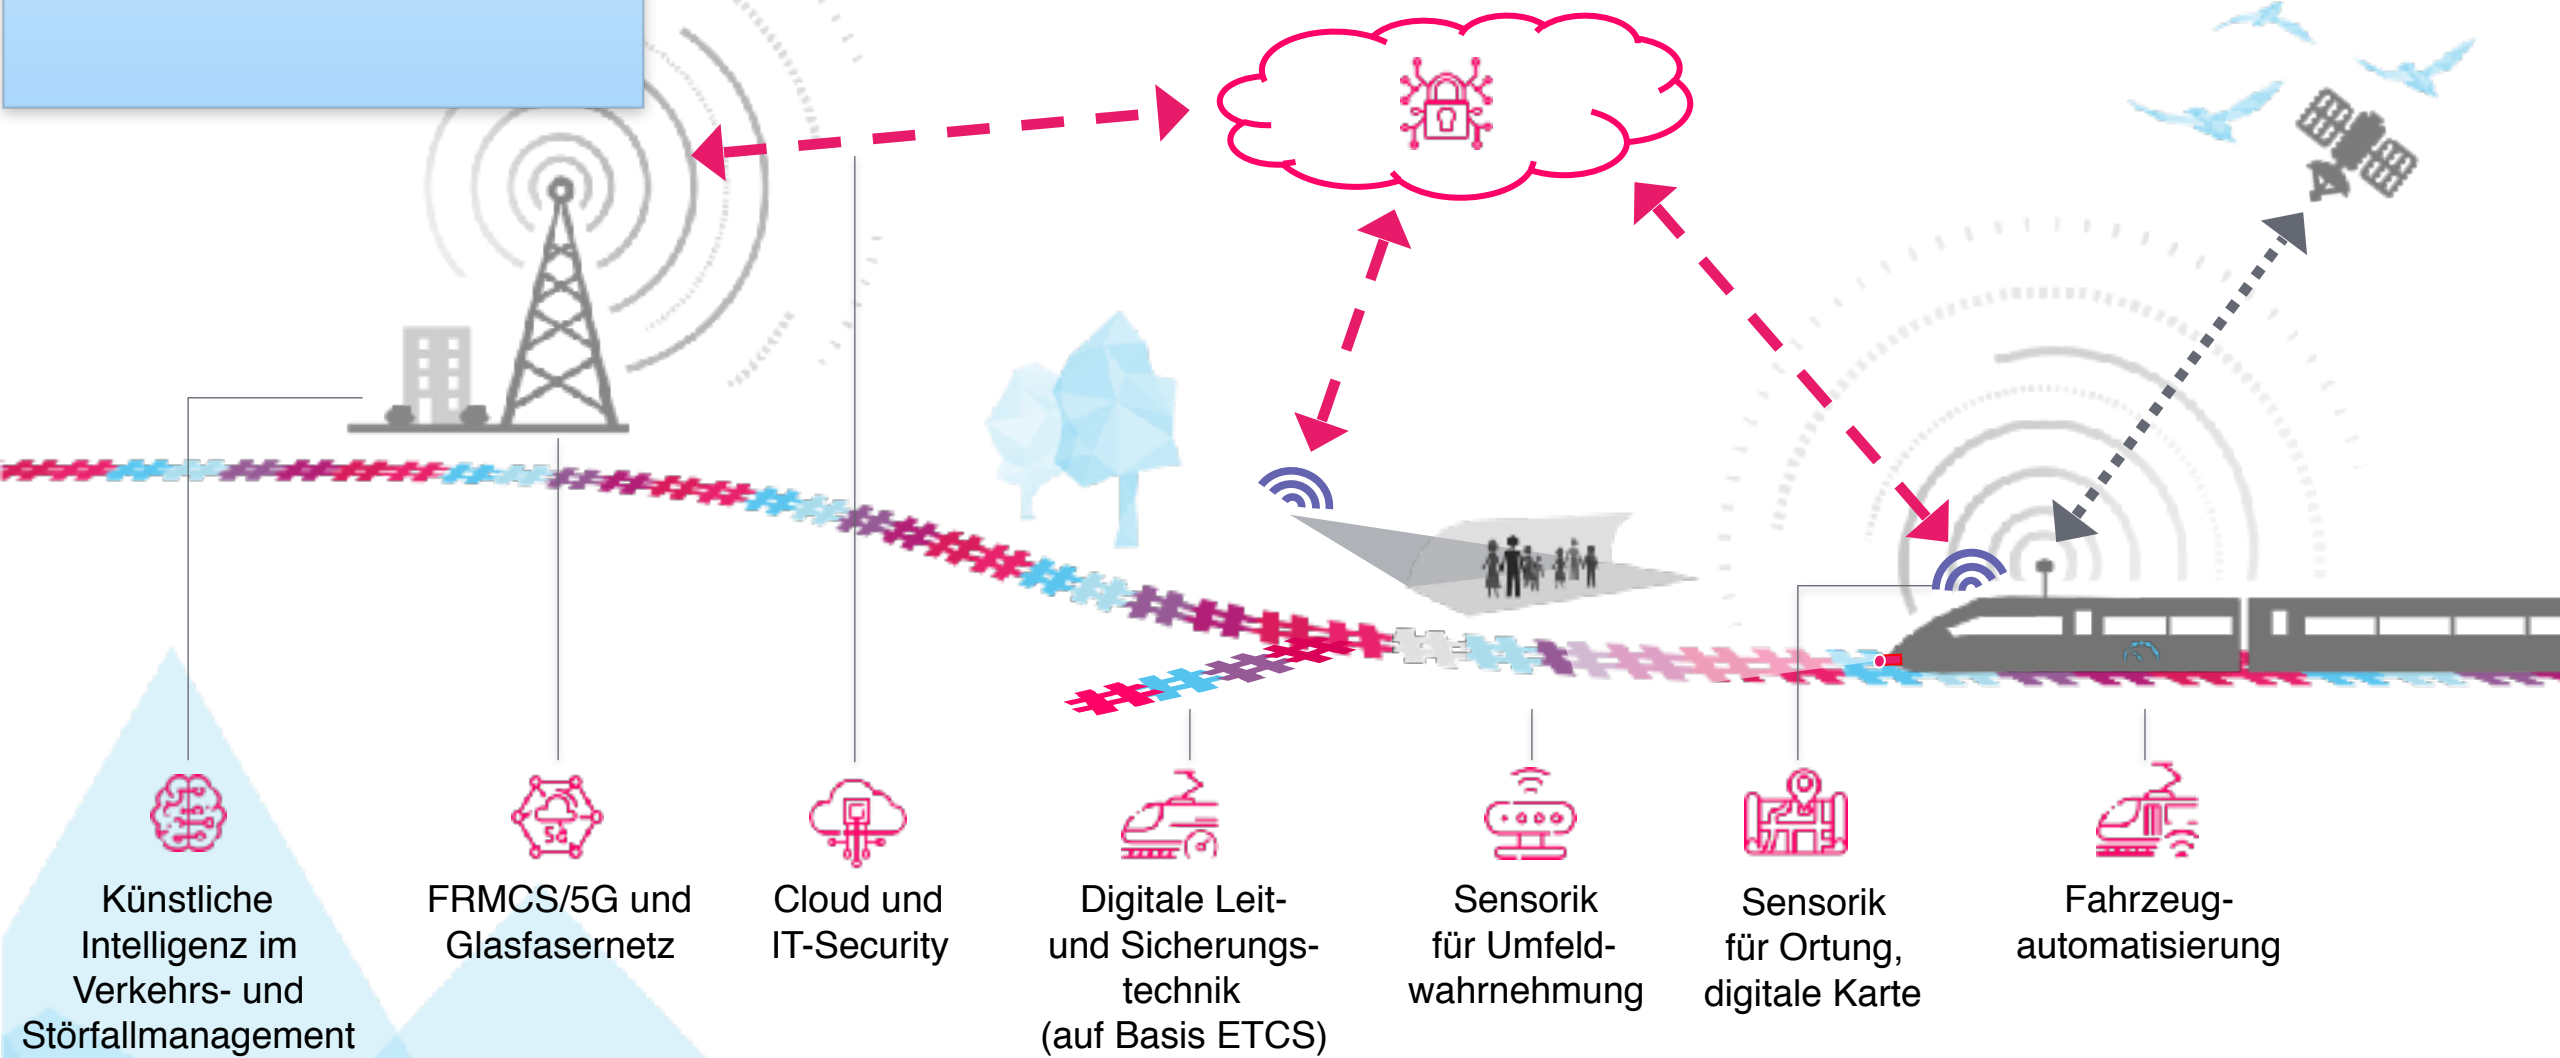 5G
Künstliche
Intelligenz im
Verkehrs- und
Störfallmanagement
FRMCS/5G und
Glasfasernetz
Cloud und
IT-Security
Digitale Leit-
und Sicherungs-
technik
(auf Basis ETCS)
Sensorik
für Umfeld-
wahrnehmung
Sensorik
für Ortung,
digitale Karte
Fahrzeug-
automatisierung